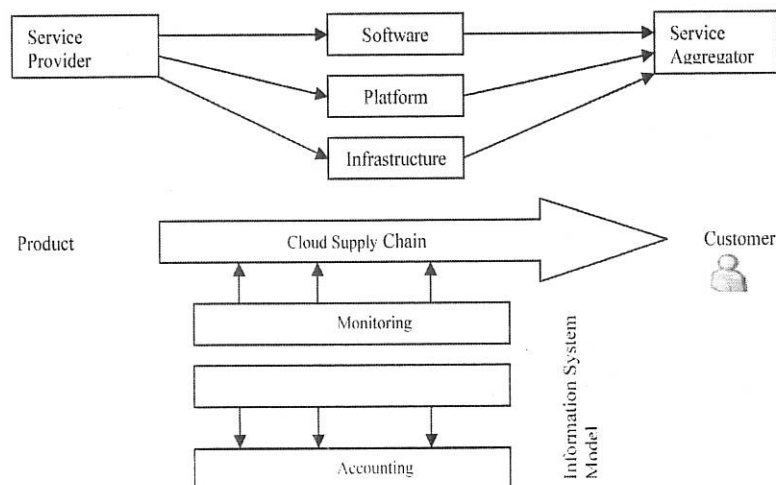 Service
Provider
Software
Service
Aggregator
Platform
Infrastructure
Product
Cloud Supply Chain
Customer
Monitoring
Accounting
Information System
Model